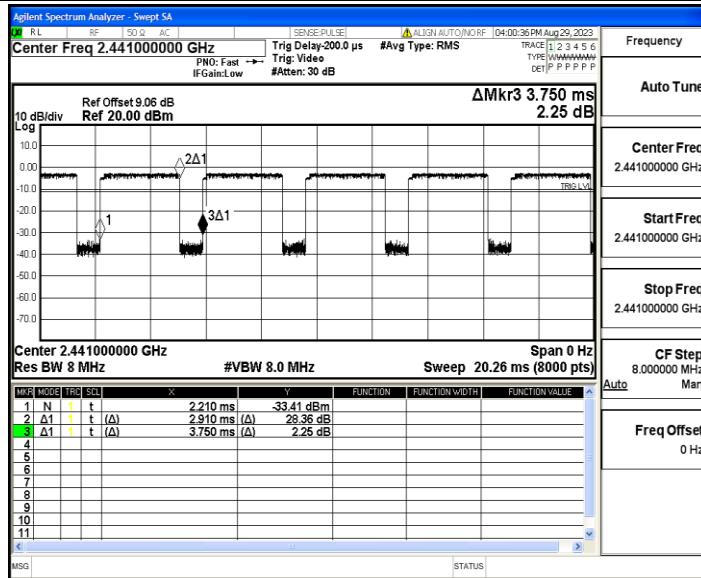 Agilent Spectrum Analyzer - Swept SA
RL RF 50 Ω AC SENSE:PULSE ALIGN AUTO/NO RF 04:00:36 PM Aug 29, 2023
Center Freq 2.441000000 GHz
PNO: Fast
IFGain:Low
Trig Delay-200.0 µs
Trig: Video
#Atten: 30 dB
#Avg Type: RMS
TRACE 1 2 3 4 5 6
TYPE WWWWWW
DET P P P P P P
Ref Offset 9.06 dB
10 dB/div Ref 20.00 dBm
Log
ΔMkr3 3.750 ms
2.25 dB
10.0
0.00
-10.0
-20.0
-30.0
-40.0
-50.0
-60.0
-70.0
2Δ1
TRIG LVL
1
3Δ1
Center 2.441000000 GHz Span 0 Hz
Res BW 8 MHz #VBW 8.0 MHz Sweep 20.26 ms (8000 pts)
MKR MODE TRC SCL X Y FUNCTION FUNCTION WIDTH FUNCTION VALUE
1 N 1 t 2.210 ms -33.41 dBm
2 Δ1 1 t (Δ) 2.910 ms (Δ) 28.36 dB
3 Δ1 1 t (Δ) 3.750 ms (Δ) 2.25 dB
4
5
6
7
8
9
10
11
MSG STATUS
Frequency
Auto Tune
Center Freq
2.441000000 GHz
Start Freq
2.441000000 GHz
Stop Freq
2.441000000 GHz
CF Step
8.000000 MHz
Auto Man
Freq Offset
0 Hz